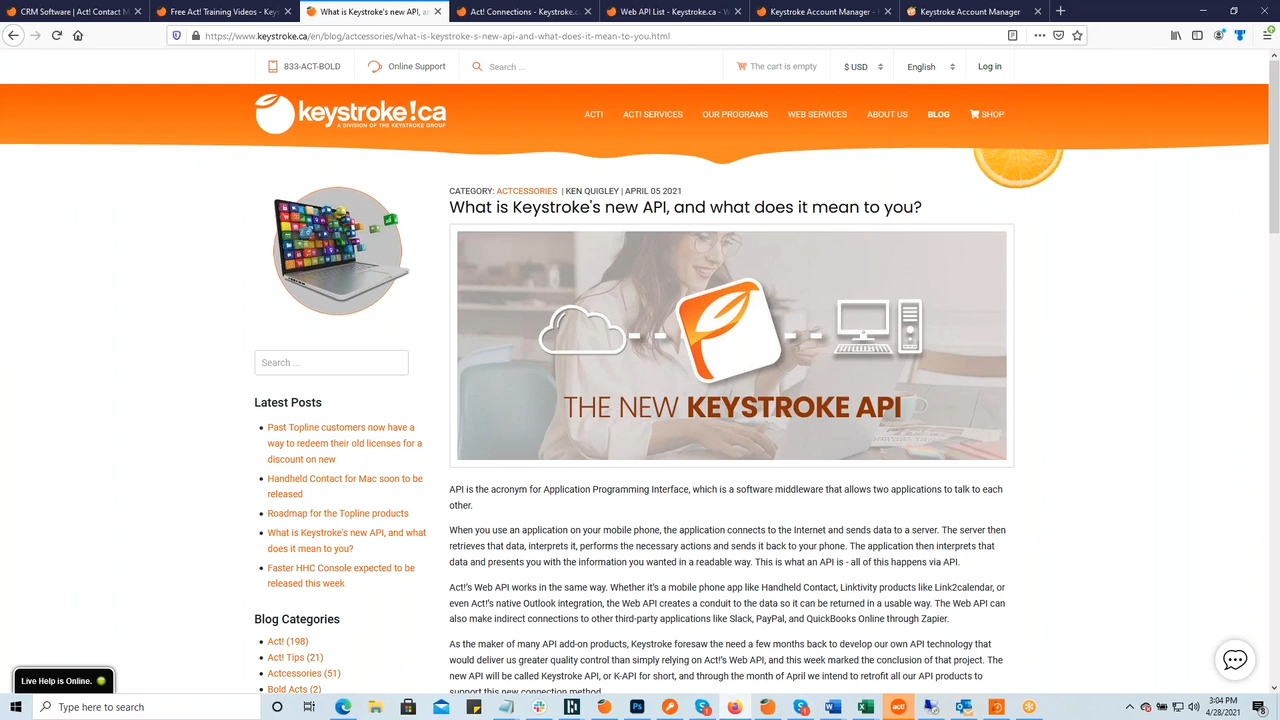 CRM Software | Act! Contact M
Free Act! Training Videos - Keys
What is Keystroke's new API, an
Act! Connections - Keystroke.c
Web API List - Keystroke.ca - W
Keystroke Account Manager -
Keystroke Account Manager
https://www.keystroke.ca/en/blog/actcessories/what-is-keystroke-s-new-api-and-what-does-it-mean-to-you.html
833-ACT-BOLD
Online Support
Search ...
The cart is empty
$ USD
English
Log in
keystroke!ca
A DIVISION OF THE KEYSTROKE GROUP
ACT!
ACT! SERVICES
OUR PROGRAMS
WEB SERVICES
ABOUT US
BLOG
SHOP
CATEGORY: ACTCESSORIES | KEN QUIGLEY | APRIL 05 2021
What is Keystroke's new API, and what does it mean to you?
THE NEW KEYSTROKE API
Search ...
Latest Posts
Past Topline customers now have a
way to redeem their old licenses for a
discount on new
Handheld Contact for Mac soon to be
released
Roadmap for the Topline products
What is Keystroke's new API, and what
does it mean to you?
Faster HHC Console expected to be
released this week
Blog Categories
Act! (198)
Act! Tips (21)
Actcessories (51)
Bold Acts (2)
API is the acronym for Application Programming Interface, which is a software middleware that allows two applications to talk to each
other.
When you use an application on your mobile phone, the application connects to the Internet and sends data to a server. The server then
retrieves that data, interprets it, performs the necessary actions and sends it back to your phone. The application then interprets that
data and presents you with the information you wanted in a readable way. This is what an API is - all of this happens via API.
Act!'s Web API works in the same way. Whether it's a mobile phone app like Handheld Contact, Linktivity products like Link2calendar, or
even Act!'s native Outlook integration, the Web API creates a conduit to the data so it can be returned in a usable way. The Web API can
also make indirect connections to other third-party applications like Slack, PayPal, and QuickBooks Online through Zapier.
As the maker of many API add-on products, Keystroke foresaw the need a few months back to develop our own API technology that
would deliver us greater quality control than simply relying on Act!'s Web API, and this week marked the conclusion of that project. The
new API will be called Keystroke API, or K-API for short, and through the month of April we intend to retrofit all our API products to
support this new connection method.
Live Help is Online.
Type here to search
act!
3:04 PM
4/28/2021